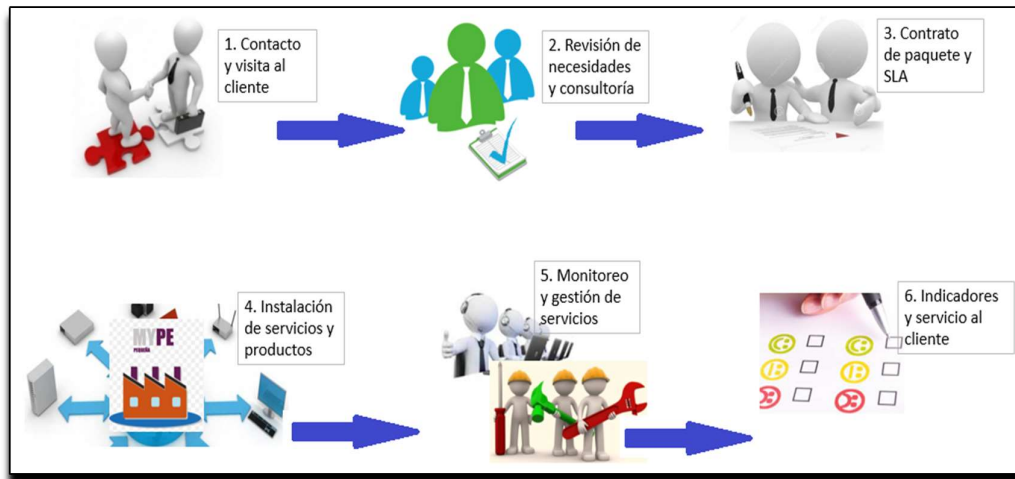 1. Contacto
y visita al
cliente
2. Revisión de
necesidades
y consultoría
3. Contrato
de paquete y
SLA
4. Instalación
de servicios y
productos
MYPE
PEQUEÑA
5. Monitoreo
y gestión de
servicios
6. Indicadores
y servicio al
cliente